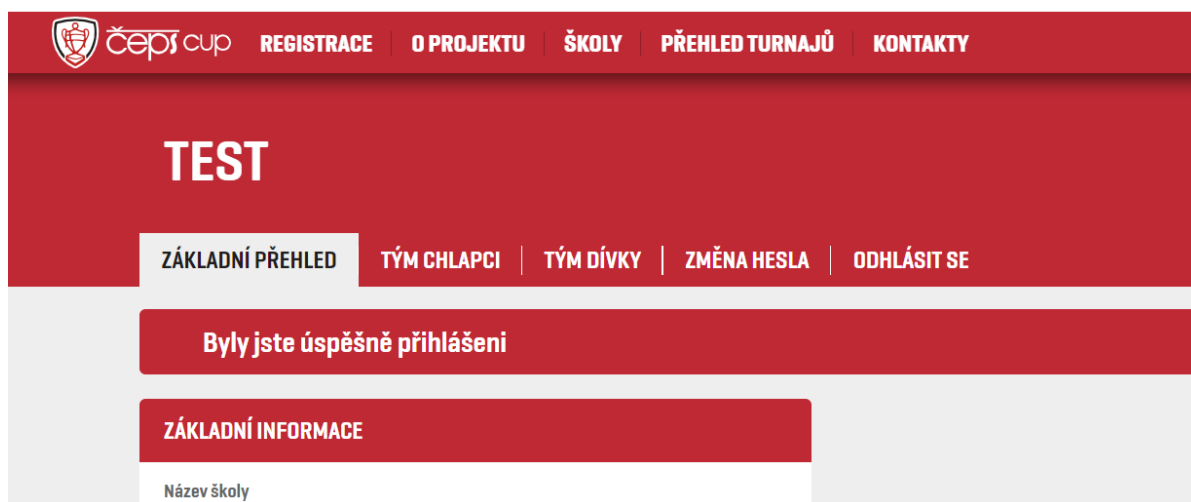 čeps cup REGISTRACE O PROJEKTU ŠKOLY PŘEHLED TURNAJŮ KONTAKTY
TEST
ZÁKLADNÍ PŘEHLED TÝM CHLAPCI TÝM DÍVKY ZMĚNA HESLA ODHLÁSIT SE
Byly jste úspěšně přihlášeni
ZÁKLADNÍ INFORMACE
Název školy